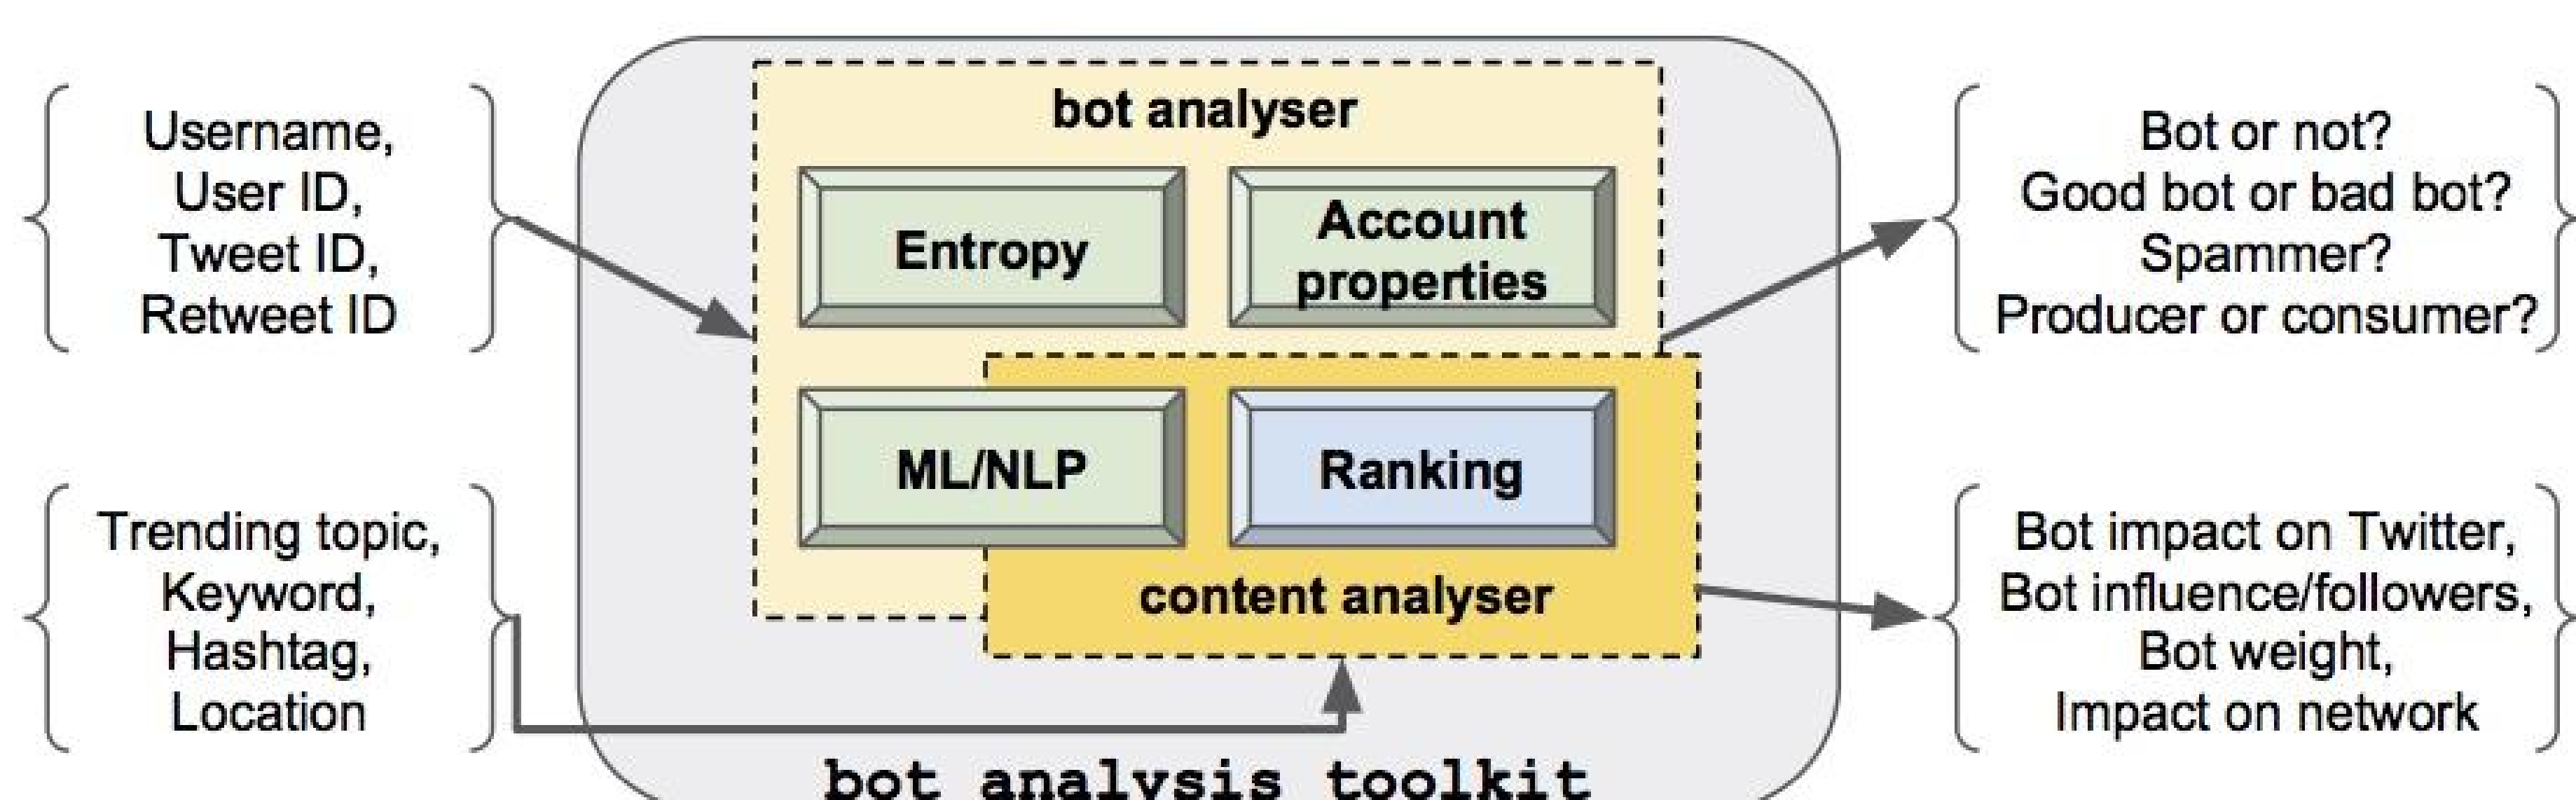 Username,
User ID,
Tweet ID,
Retweet ID
Trending topic,
Keyword,
Hashtag,
Location
bot analyser
Entropy
Account
properties
ML/NLP
Ranking
content analyser
bot analysis toolkit
Bot or not?
Good bot or bad bot?
Spammer?
Producer or consumer?
Bot impact on Twitter,
Bot influence/followers,
Bot weight,
Impact on network